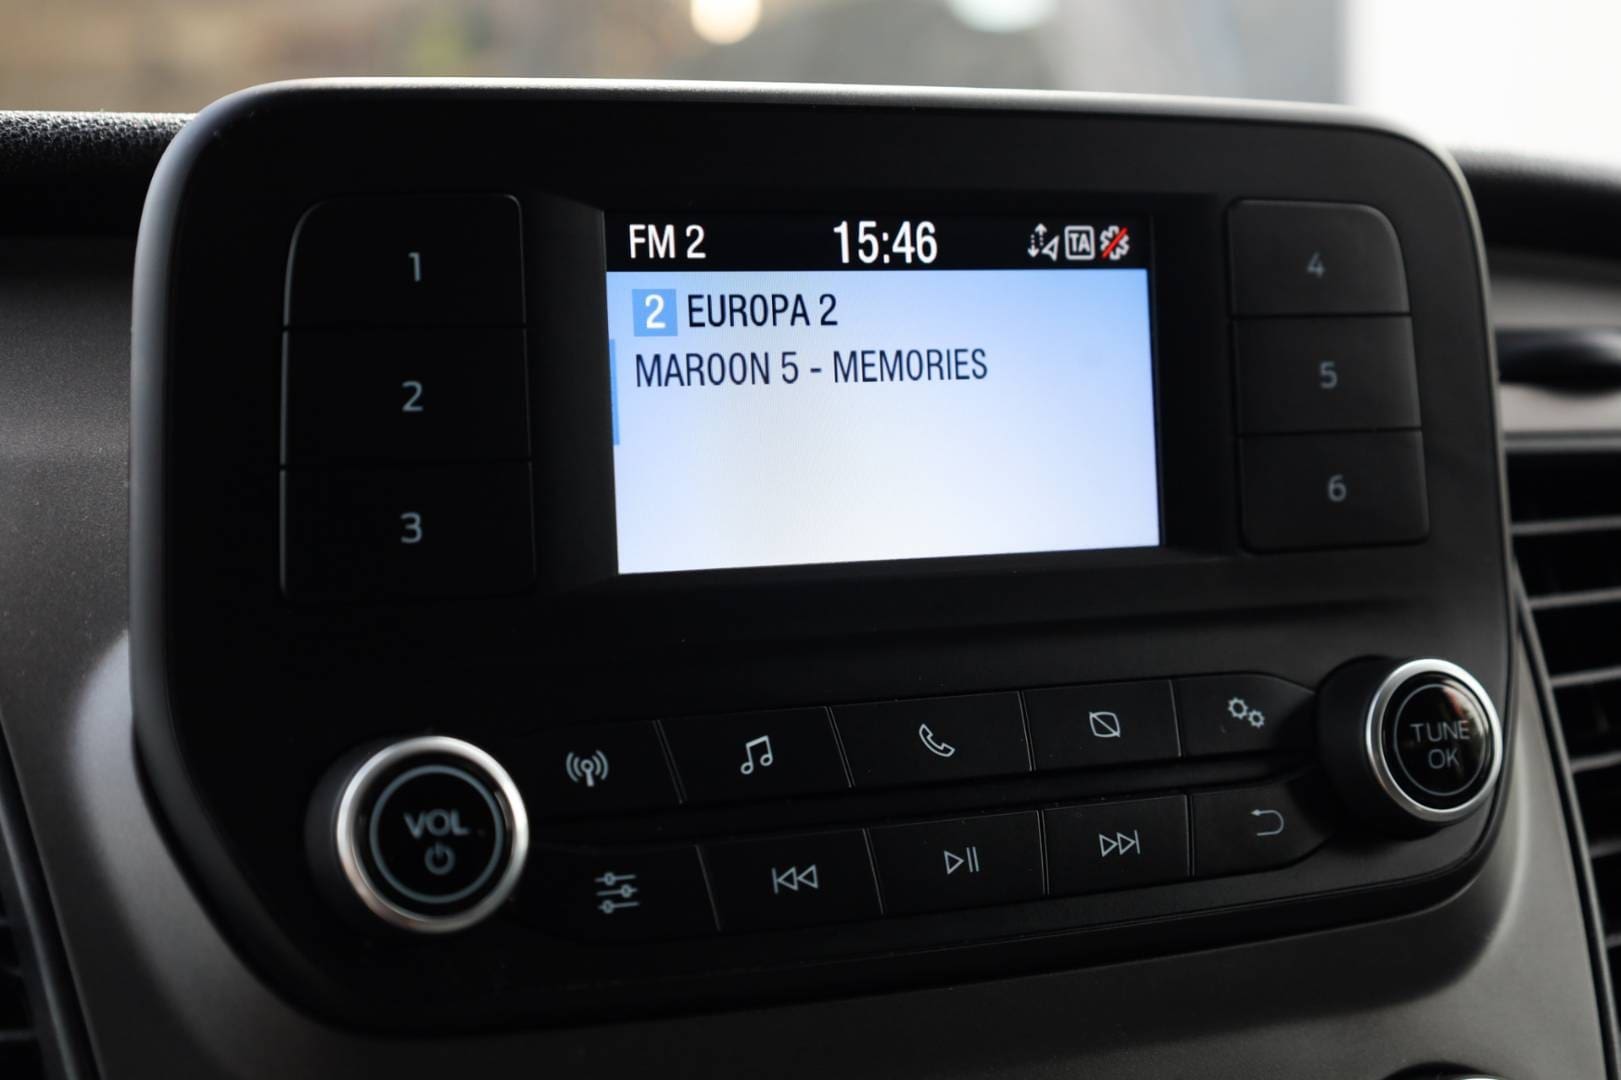 FM 2 15:46 TA
2 EUROPA 2
MAROON 5 - MEMORIES
1
2
3
4
5
6
VOL
TUNE
OK